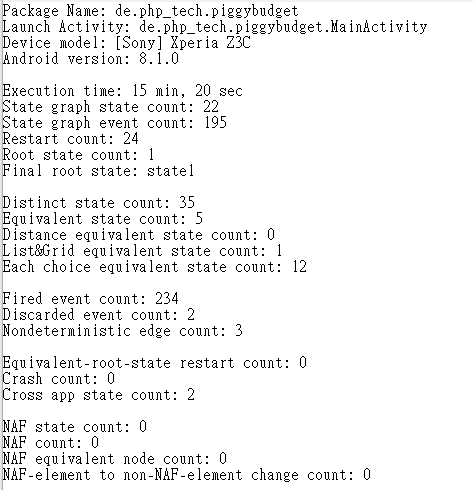 Package Name: de.php_tech.piggybudget
Launch Activity: de.php_tech.piggybudget.MainActivity
Device model: [Sony] Xperia Z3C
Android version: 8.1.0
Execution time: 15 min, 20 sec
State graph state count: 22
State graph event count: 195
Restart count: 24
Root state count: 1
Final root state: state1
Distinct state count: 35
Equivalent state count: 5
Distance equivalent state count: 0
List&Grid equivalent state count: 1
Each choice equivalent state count: 12
Fired event count: 234
Discarded event count: 2
Nondeterministic edge count: 3
Equivalent-root-state restart count: 0
Crash count: 0
Cross app state count: 2
NAF state count: 0
NAF count: 0
NAF equivalent node count: 0
NAF-element to non-NAF-element change count: 0